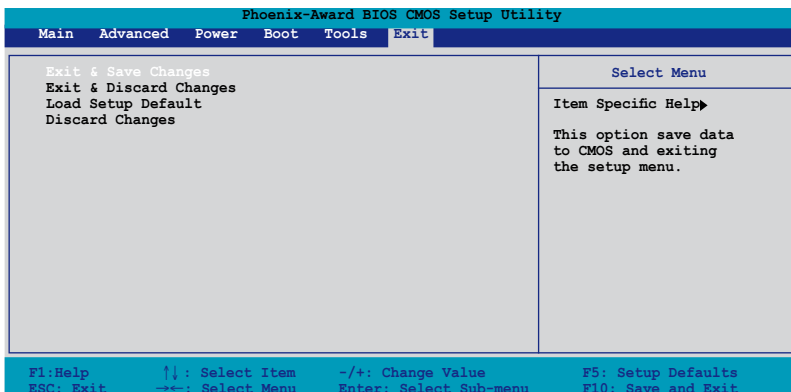 Phoenix-Award BIOS CMOS Setup Utility
Main Advanced Power Boot Tools Exit
Exit & Save Changes
Exit & Discard Changes
Load Setup Default
Discard Changes
Select Menu
Item Specific Help▶
This option save data
to CMOS and exiting
the setup menu.
F1:Help ↑↓: Select Item -/+: Change Value F5: Setup Defaults
ESC: Exit →←: Select Menu Enter: Select Sub-menu F10: Save and Exit